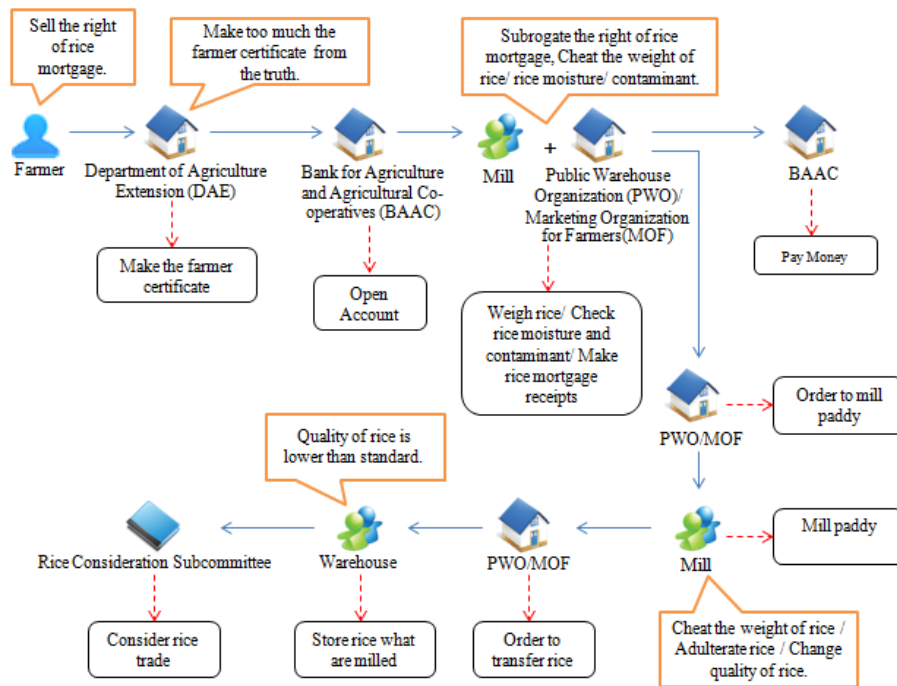 Sell the right
of rice
mortgage.
Make too much the
farmer certificate from
the truth.
Subrogate the right of rice
mortgage, Cheat the weight of
rice/ rice moisture/ contaminant.
Farmer
Department of Agriculture
Extension (DAE)
Bank for Agriculture
and Agricultural Co-
operatives (BAAC)
Mill
+
Public Warehouse
Organization (PWO)/
Marketing Organization
for Farmers(MOF)
BAAC
Make the farmer
certificate
Open
Account
Weigh rice/ Check
rice moisture and
contaminant/ Make
rice mortgage
receipts
Pay Money
PWO/MOF
Order to mill
paddy
Quality of rice is
lower than standard.
Rice Consideration Subcommittee
Warehouse
PWO/MOF
Mill
Mill paddy
Consider rice
trade
Store rice what
are milled
Order to
transfer rice
Cheat the weight of rice /
Adulterate rice / Change
quality of rice.